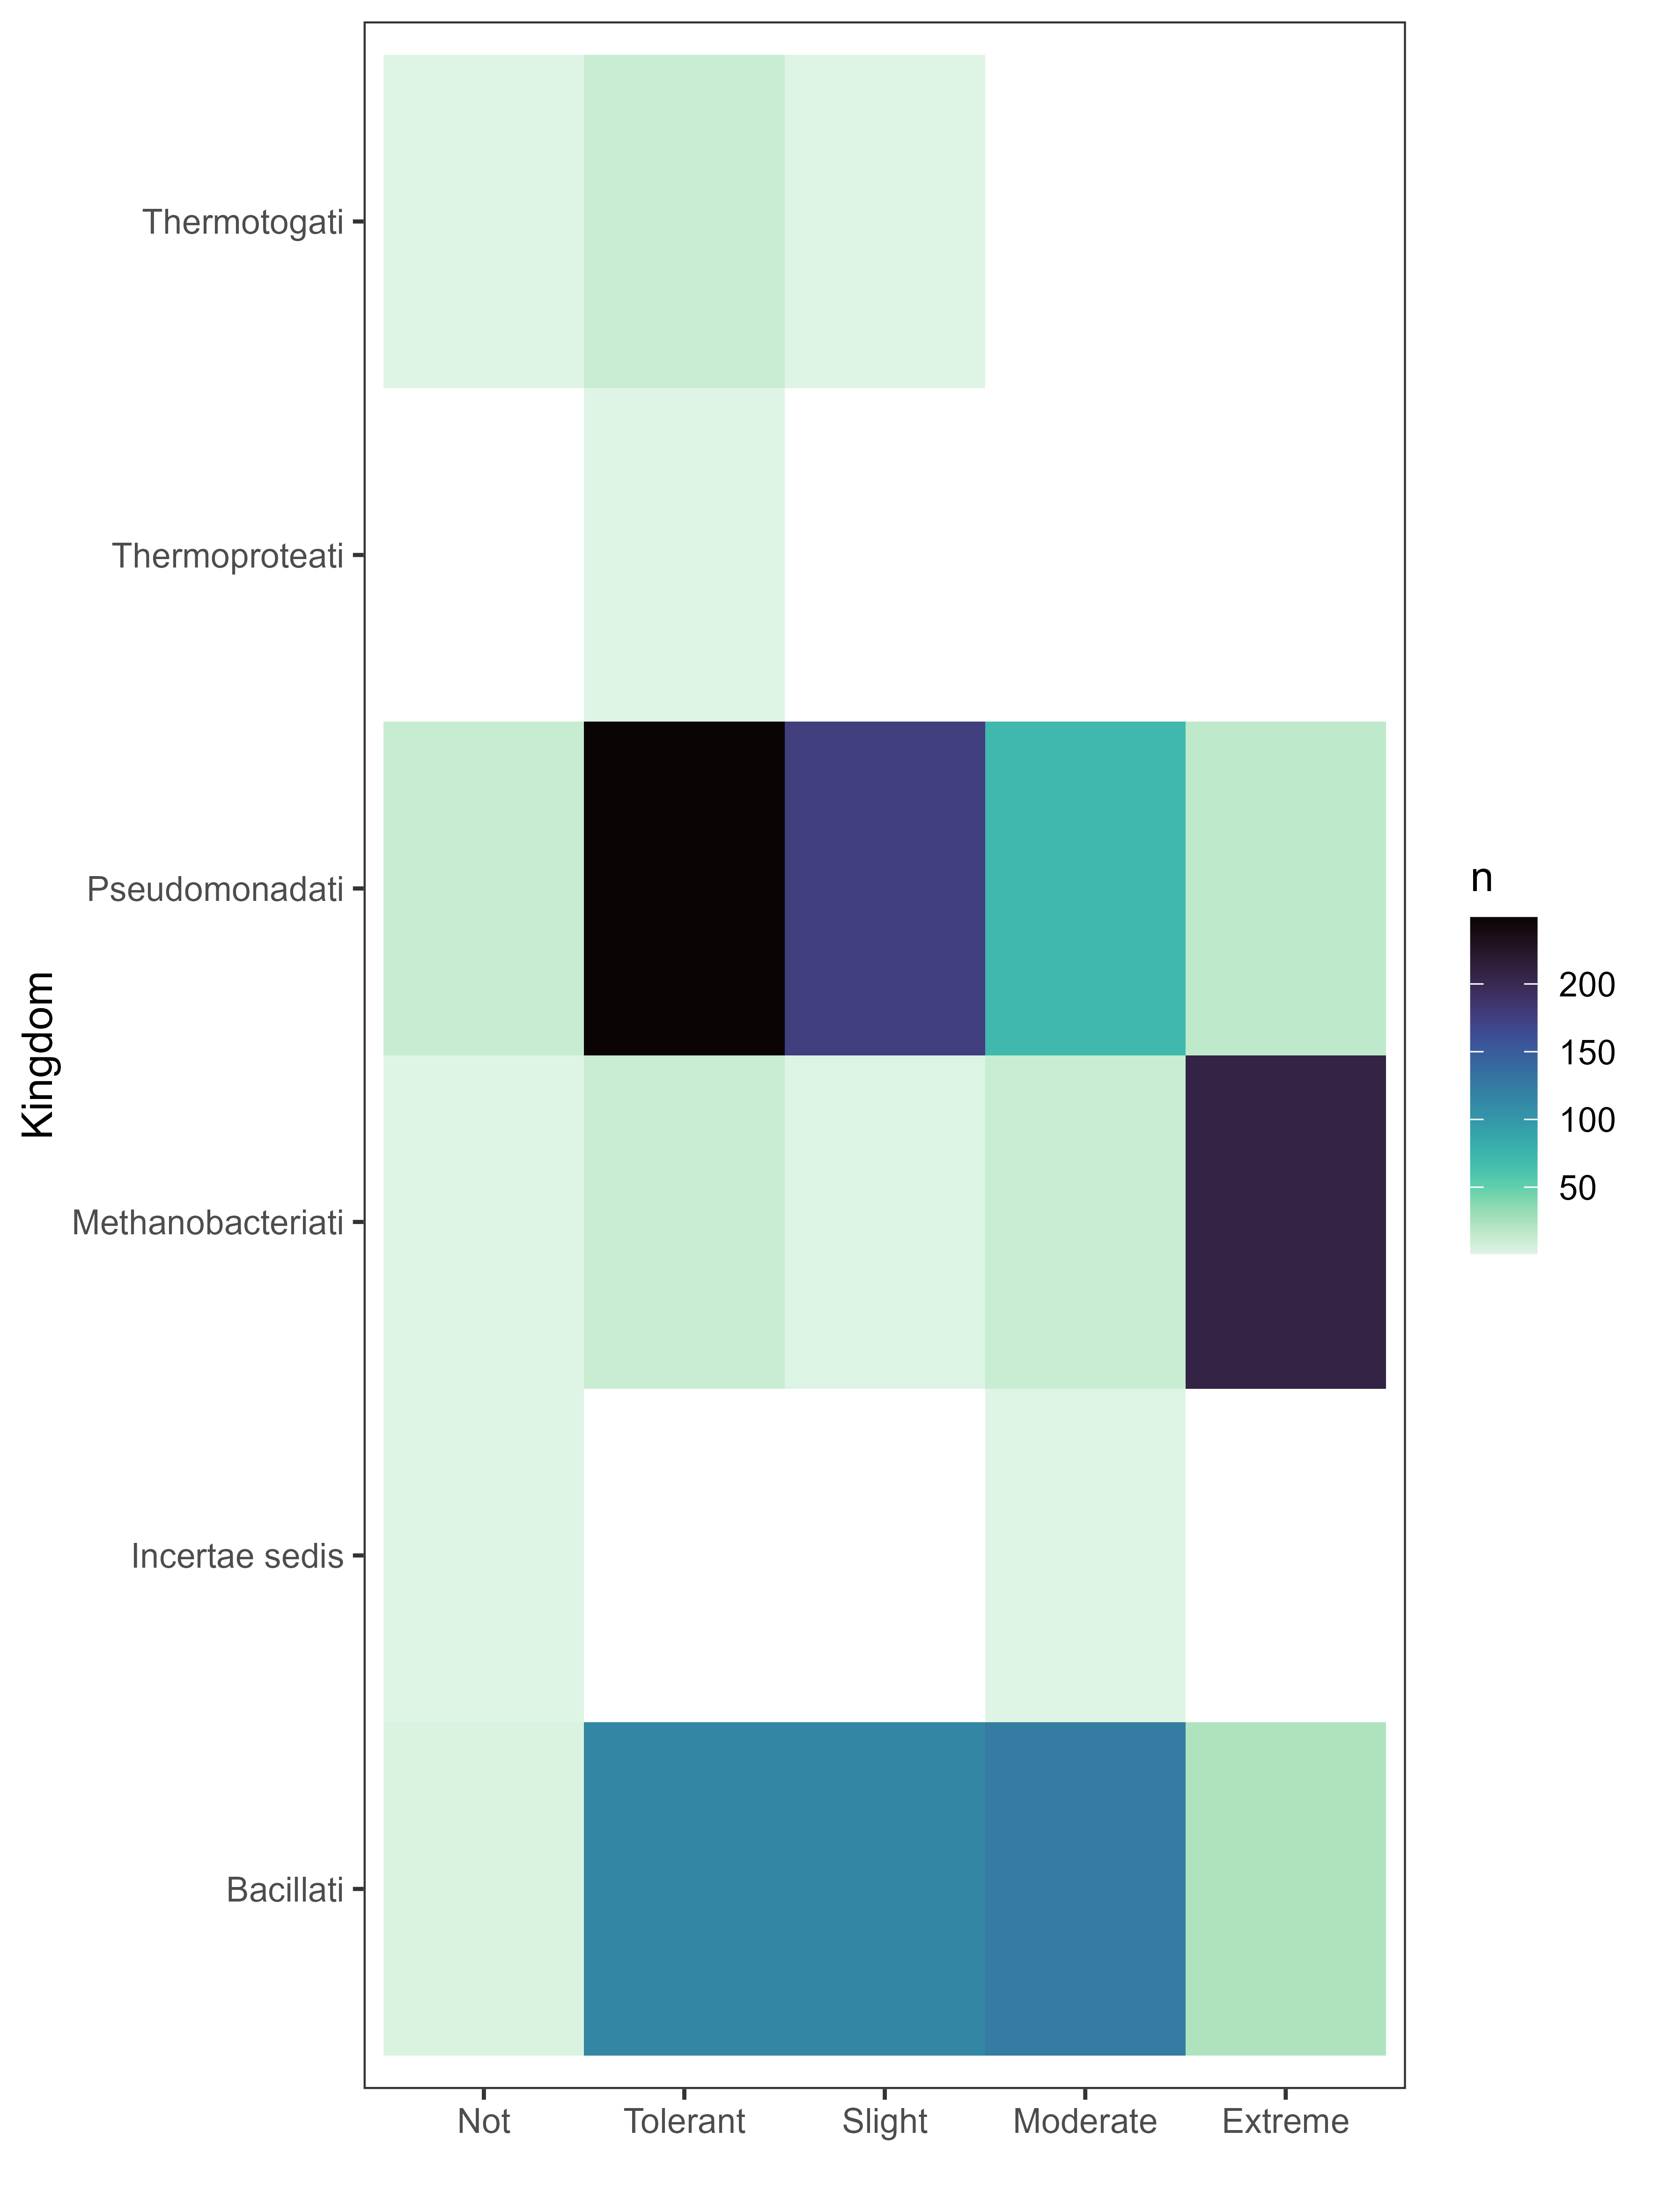 Kingdom
Thermotogati
Thermoproteati
Pseudomonadati
Methanobacteriati
Incertae sedis
Bacillati
Not Tolerant Slight Moderate Extreme
n
200
150
100
50